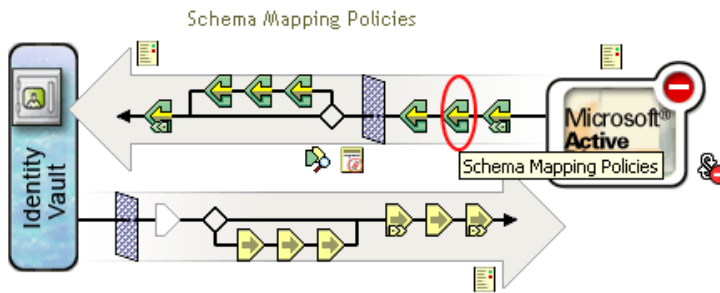 Schema Mapping Policies
Identity
Vault
Microsoft®
Active
Schema Mapping Policies